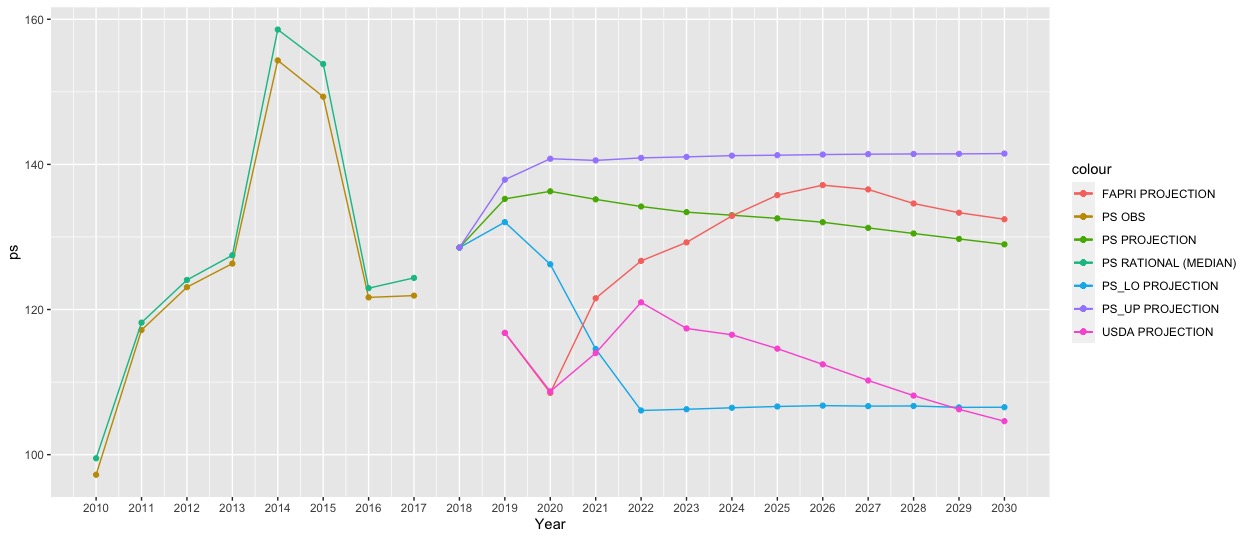 160
140
120
100
ps
2010 2011 2012 2013 2014 2015 2016 2017 2018 2019 2020 2021 2022 2023 2024 2025 2026 2027 2028 2029 2030
Year
colour
FAPRI PROJECTION
PS OBS
PS PROJECTION
PS RATIONAL (MEDIAN)
PS_LO PROJECTION
PS_UP PROJECTION
USDA PROJECTION